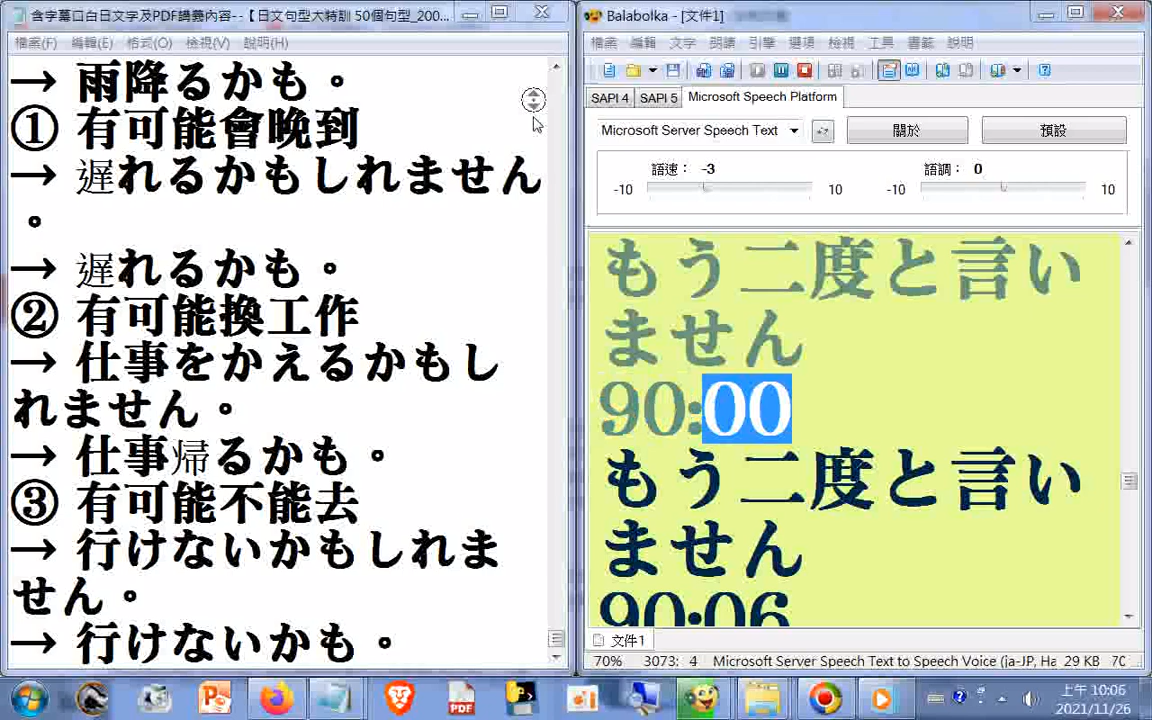 含字幕口白日文字及PDF講義內容--【日文句型大特訓 50個句型_200...
檔案(F) 編輯(E) 格式(O) 檢視(V) 說明(H)
→ 雨降るかも。
① 有可能會晚到
→ 遅れるかもしれません
。
→ 遅れるかも。
② 有可能換工作
→ 仕事をかえるかもし
れません。
→ 仕事帰るかも。
③ 有可能不能去
→ 行けないかもしれま
せん。
→ 行けないかも。
Balabolka - [文件1]
檔案 編輯 文字 朗讀 引擎 選項 檢視 工具 書籤 說明
SAPI 4 SAPI 5 Microsoft Speech Platform
Microsoft Server Speech Text 關於 預設
語速： -3 語調： 0
-10 10 -10 10
もう二度と言い
ません
90:00
もう二度と言い
ません
90:06
文件1
70% 3073: 4 Microsoft Server Speech Text to Speech Voice (ja-JP, Ha 29 KB
PDF
上午 10:06
2021/11/26